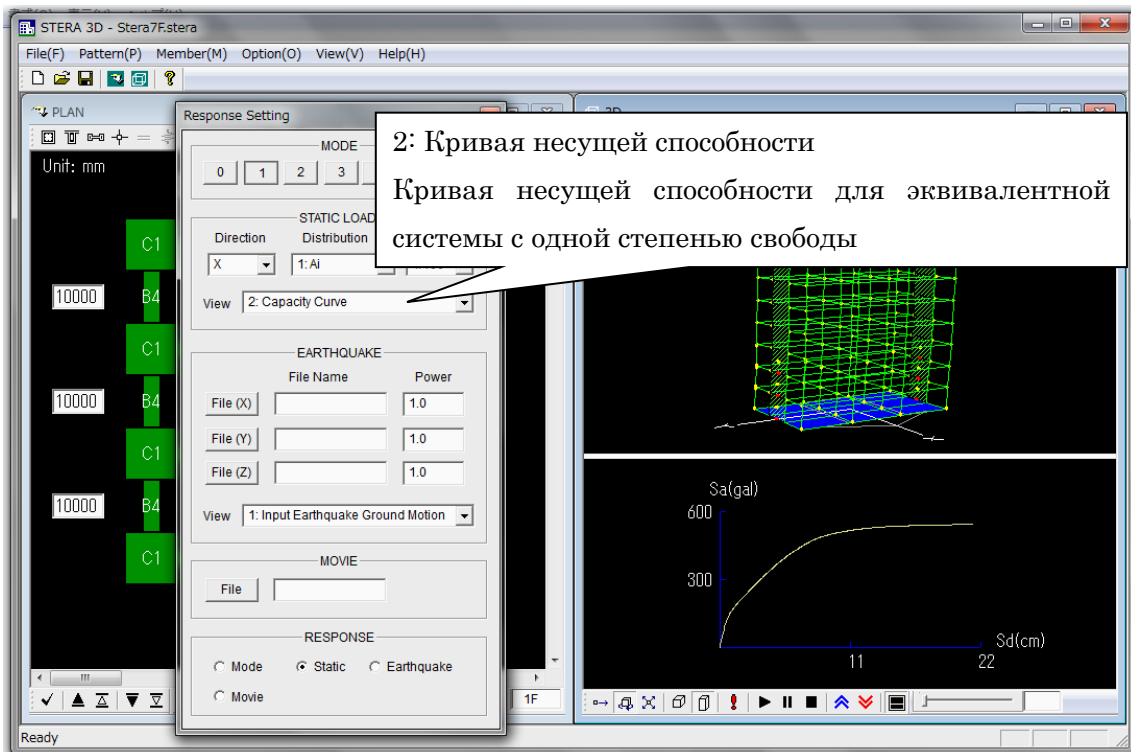 STERA 3D - Stera7F.stera
File(F) Pattern(P) Member(M) Option(O) View(V) Help(H)
PLAN
Unit: mm
C1
10000 B4
C1
10000 B4
C1
10000 B4
C1
1F
Response Setting
MODE
0 1 2 3
STATIC LOAD
Direction Distribution
X 1: Ai
View 2: Capacity Curve
EARTHQUAKE
File Name Power
File (X) 1.0
File (Y) 1.0
File (Z) 1.0
View 1: Input Earthquake Ground Motion
MOVIE
File
RESPONSE
Mode Static Earthquake
Movie
2: Кривая несущей способности
Кривая несущей способности для эквивалентной
системы с одной степенью свободы
Sa(gal)
600
300
Sd(cm)
11 22
Ready